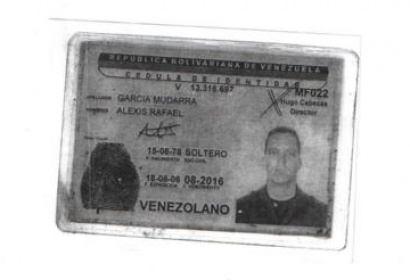 REPUBLICA BOLIVARIANA DE VENEZUELA
CEDULA DE IDENTIDAD
V 13.316.697 MF022
APELLIDOS GARCIA MUDARRA Hugo Cabezas
NOMBRES ALEXIS RAFAEL Director
15-06-78 SOLTERO
F. NACIMIENTO EDO CIVIL
18-08-06 08-2016
F. EXPEDICION F. VENCIMIENTO
VENEZOLANO